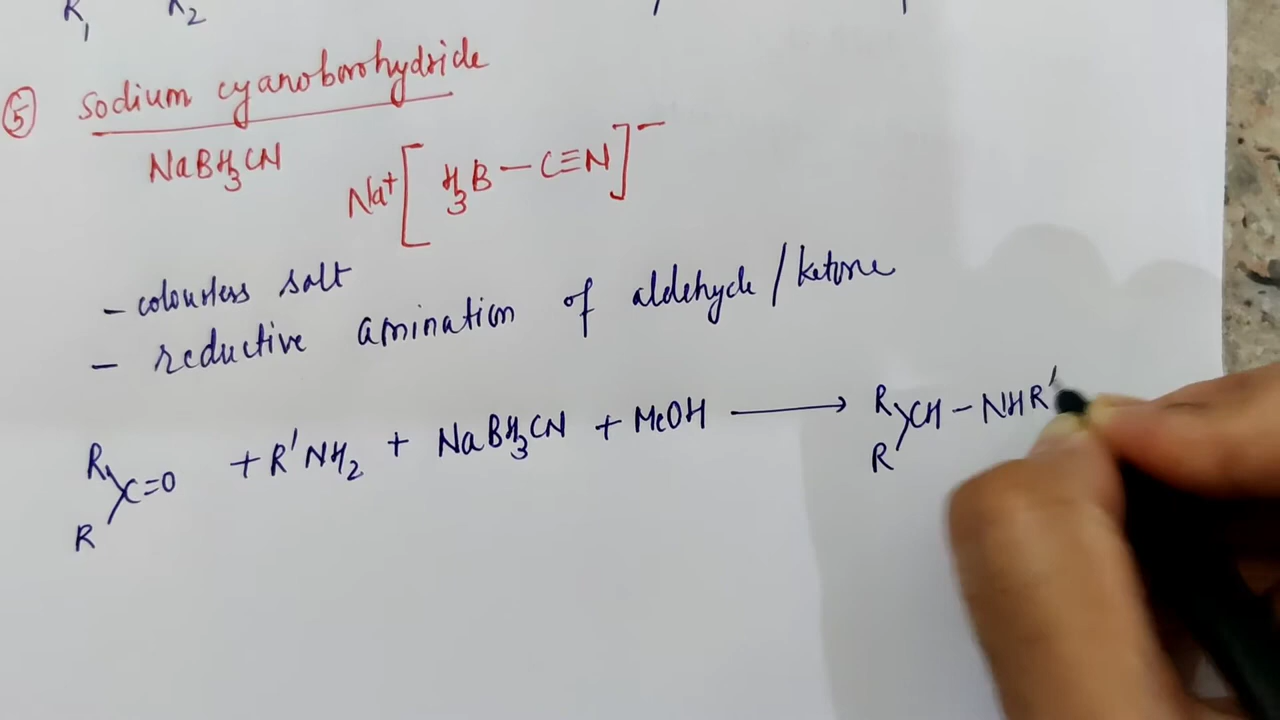 R₁ R₂
⑤ sodium cyanoborohydride
NaBH₃CN
Na⁺[H₃B—C≡N]⁻
- colourless salt
- reductive amination of aldehyde/ketone
R
C=O + R'NH₂ + NaBH₃CN + MeOH ⟶ R CH—NHR'
R R